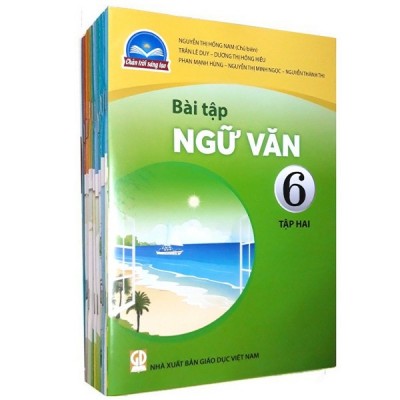 NGUYỄN THỊ HỒNG NAM (Chủ biên)
TRẦN LÊ DUY - DƯƠNG THỊ HỒNG HIẾU
PHAN MẠNH HÙNG - NGUYỄN THỊ MINH NGỌC - NGUYỄN THÀNH THI
Chân trời sáng tạo
Bài tập
NGỮ VĂN
6
TẬP HAI
NHÀ XUẤT BẢN GIÁO DỤC VIỆT NAM